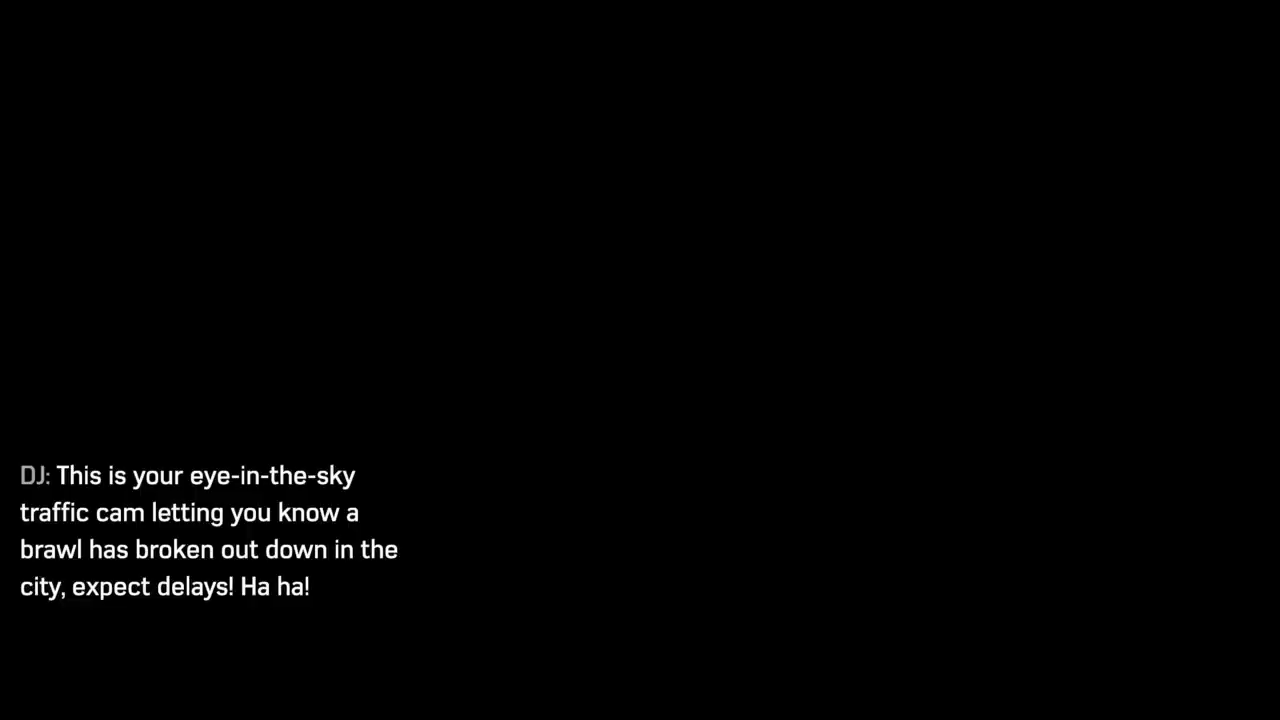 DJ: This is your eye-in-the-sky
traffic cam letting you know a
brawl has broken out down in the
city, expect delays! Ha ha!